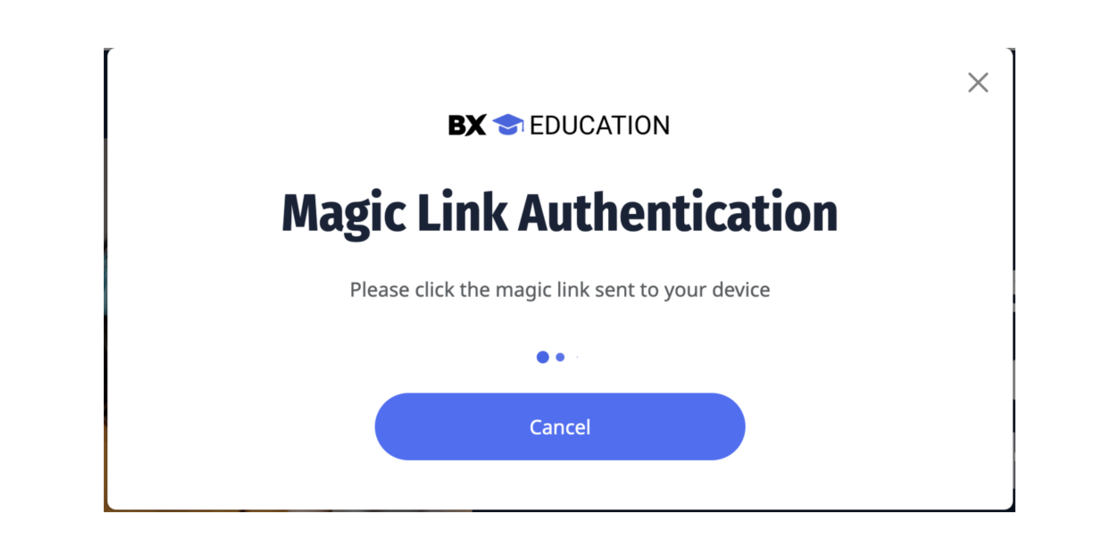 BX EDUCATION
Magic Link Authentication
Please click the magic link sent to your device
Cancel